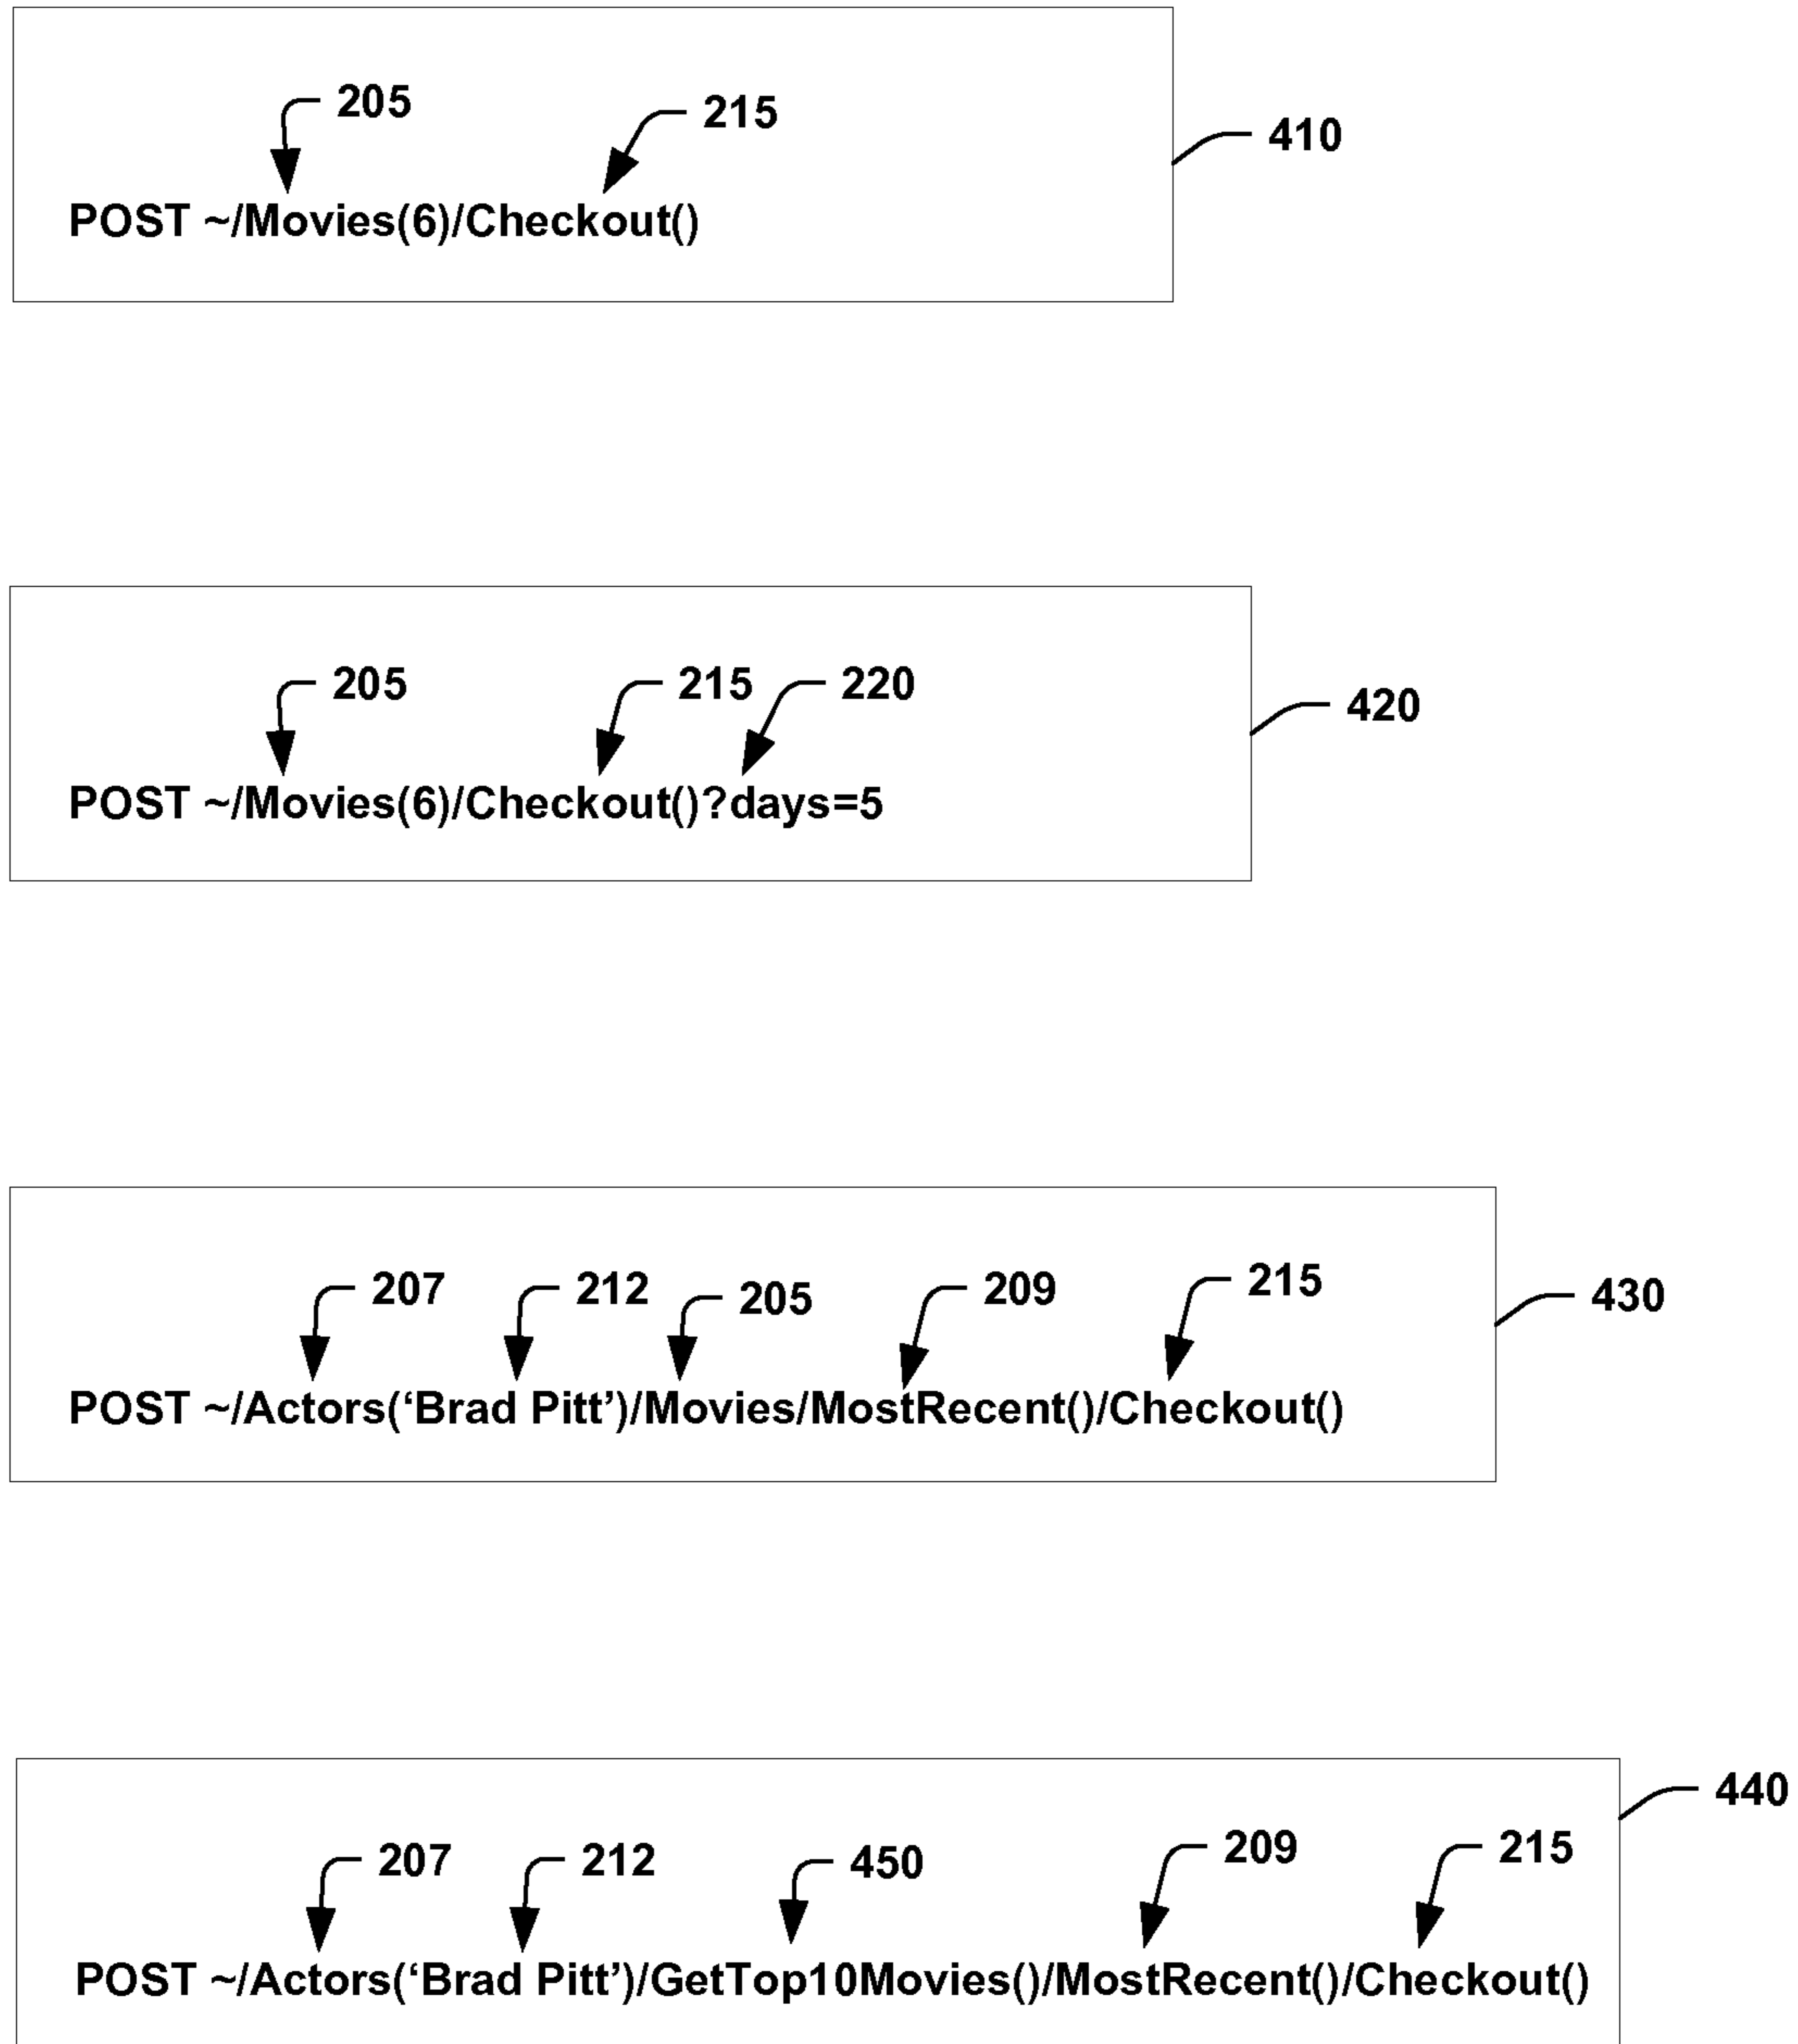 205 215 410
POST ~/Movies(6)/Checkout()
205 215 220 420
POST ~/Movies(6)/Checkout()?days=5
207 212 205 209 215 430
POST ~/Actors(‘Brad Pitt’)/Movies/MostRecent()/Checkout()
440
207 212 450 209 215
POST ~/Actors(‘Brad Pitt’)/GetTop10Movies()/MostRecent()/Checkout()